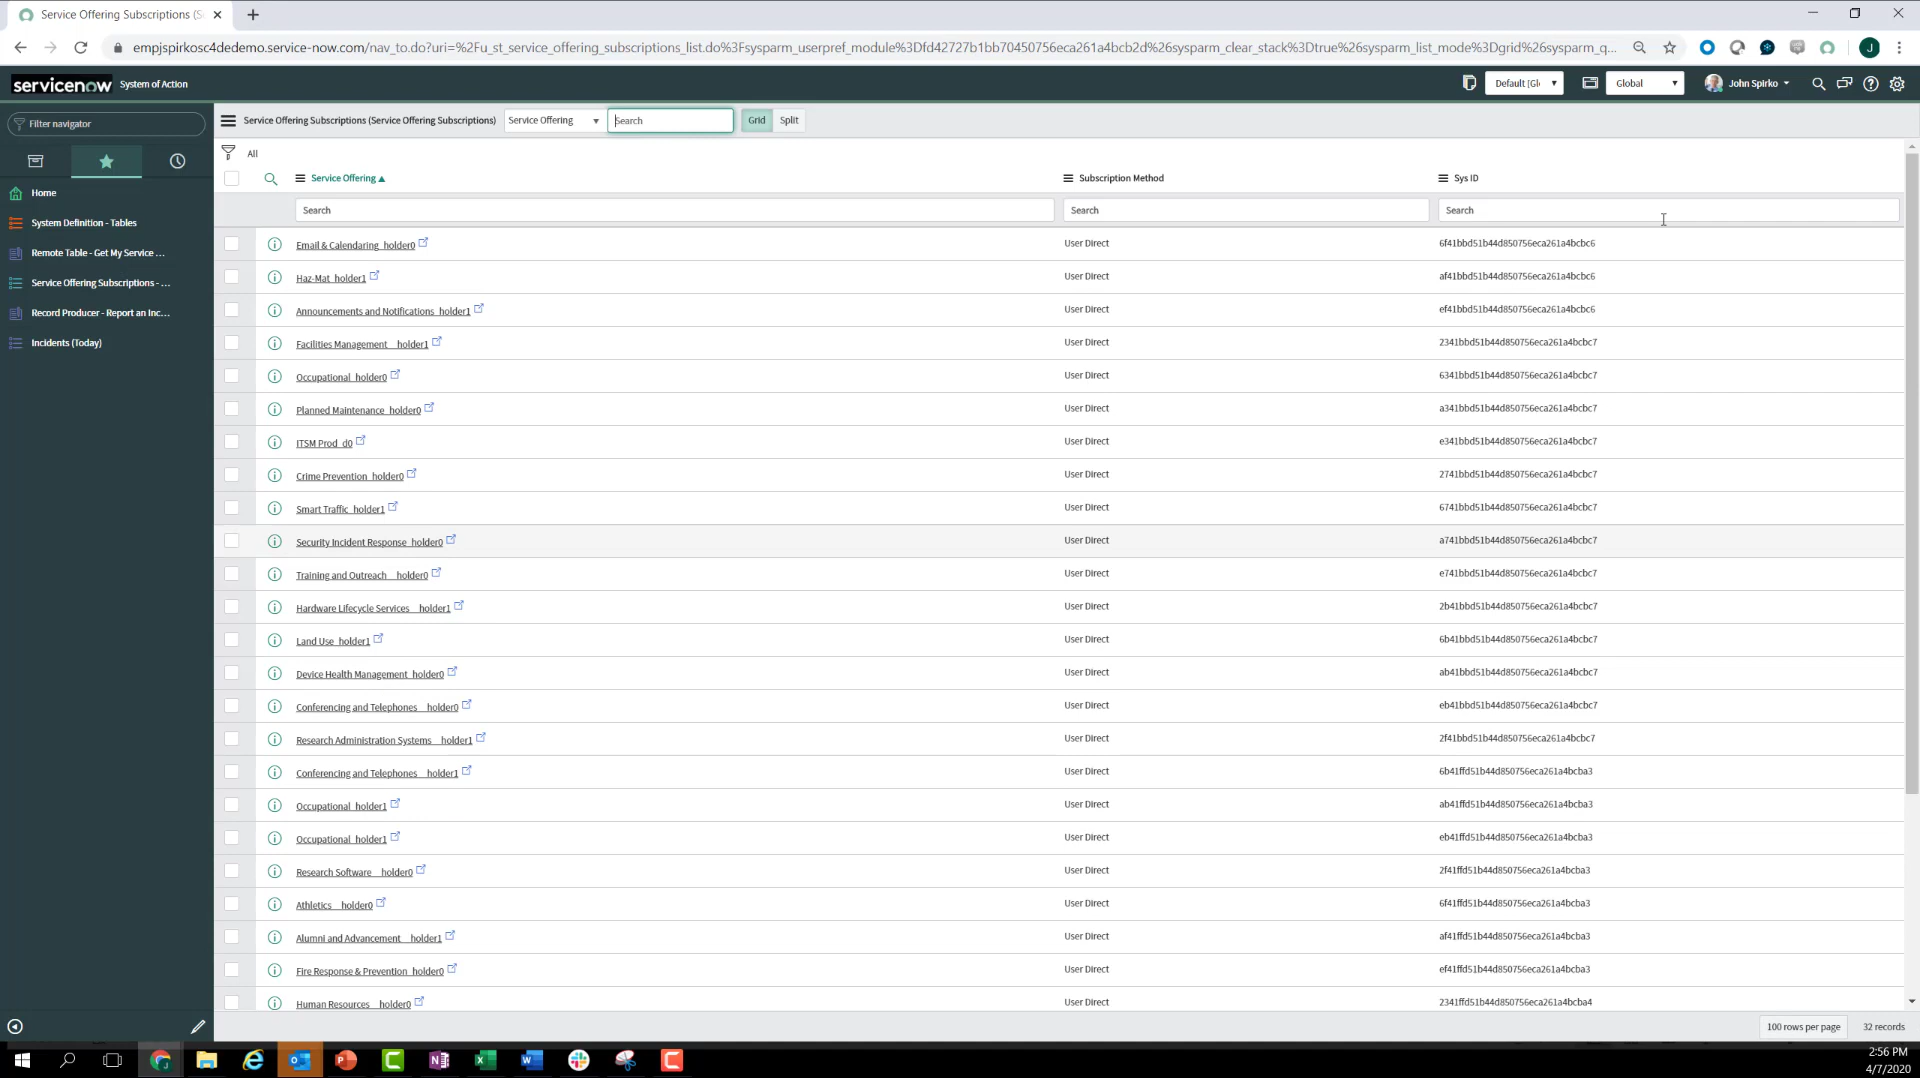 Service Offering Subscriptions (S
empjspirkosc4dedemo.service-now.com/nav_to.do?uri=%2Fu_st_service_offering_subscriptions_list.do%3Fsysparm_userpref_module%3Dfd42727b1bb70450756eca261a4bcb2d%26sysparm_clear_stack%3Dtrue%26sysparm_list_mode%3Dgrid%26sysparm_q...
J
servicenow System of Action
Default [Gl
Global
John Spirko
Filter navigator
Service Offering Subscriptions (Service Offering Subscriptions)
Service Offering
Search
Grid
Split
All
Home
System Definition - Tables
Remote Table - Get My Service ...
Service Offering Subscriptions - ...
Record Producer - Report an Inc...
Incidents (Today)
Service Offering Subscription Method Sys ID
Search Search Search
Email & Calendaring_holder0 User Direct 6f41bbd51b44d850756eca261a4bcbc6
Haz-Mat_holder1 User Direct af41bbd51b44d850756eca261a4bcbc6
Announcements and Notifications_holder1 User Direct ef41bbd51b44d850756eca261a4bcbc6
Facilities Management__holder1 User Direct 2341bbd51b44d850756eca261a4bcbc7
Occupational_holder0 User Direct 6341bbd51b44d850756eca261a4bcbc7
Planned Maintenance_holder0 User Direct a341bbd51b44d850756eca261a4bcbc7
ITSM Prod_d0 User Direct e341bbd51b44d850756eca261a4bcbc7
Crime Prevention_holder0 User Direct 2741bbd51b44d850756eca261a4bcbc7
Smart Traffic_holder1 User Direct 6741bbd51b44d850756eca261a4bcbc7
Security Incident Response_holder0 User Direct a741bbd51b44d850756eca261a4bcbc7
Training and Outreach__holder0 User Direct e741bbd51b44d850756eca261a4bcbc7
Hardware Lifecycle Services__holder1 User Direct 2b41bbd51b44d850756eca261a4bcbc7
Land Use_holder1 User Direct 6b41bbd51b44d850756eca261a4bcbc7
Device Health Management_holder0 User Direct ab41bbd51b44d850756eca261a4bcbc7
Conferencing and Telephones__holder0 User Direct eb41bbd51b44d850756eca261a4bcbc7
Research Administration Systems_holder1 User Direct 2f41bbd51b44d850756eca261a4bcbc7
Conferencing and Telephones__holder1 User Direct 6b41ffd51b44d850756eca261a4bcba3
Occupational_holder1 User Direct ab41ffd51b44d850756eca261a4bcba3
Occupational_holder1 User Direct eb41ffd51b44d850756eca261a4bcba3
Research Software__holder0 User Direct 2f41ffd51b44d850756eca261a4bcba3
Athletics__holder0 User Direct 6f41ffd51b44d850756eca261a4bcba3
Alumni and Advancement__holder1 User Direct af41ffd51b44d850756eca261a4bcba3
Fire Response & Prevention_holder0 User Direct ef41ffd51b44d850756eca261a4bcba3
Human Resources__holder0 User Direct 2341ffd51b44d850756eca261a4bcba4
100 rows per page 32 records
2:56 PM
4/7/2020